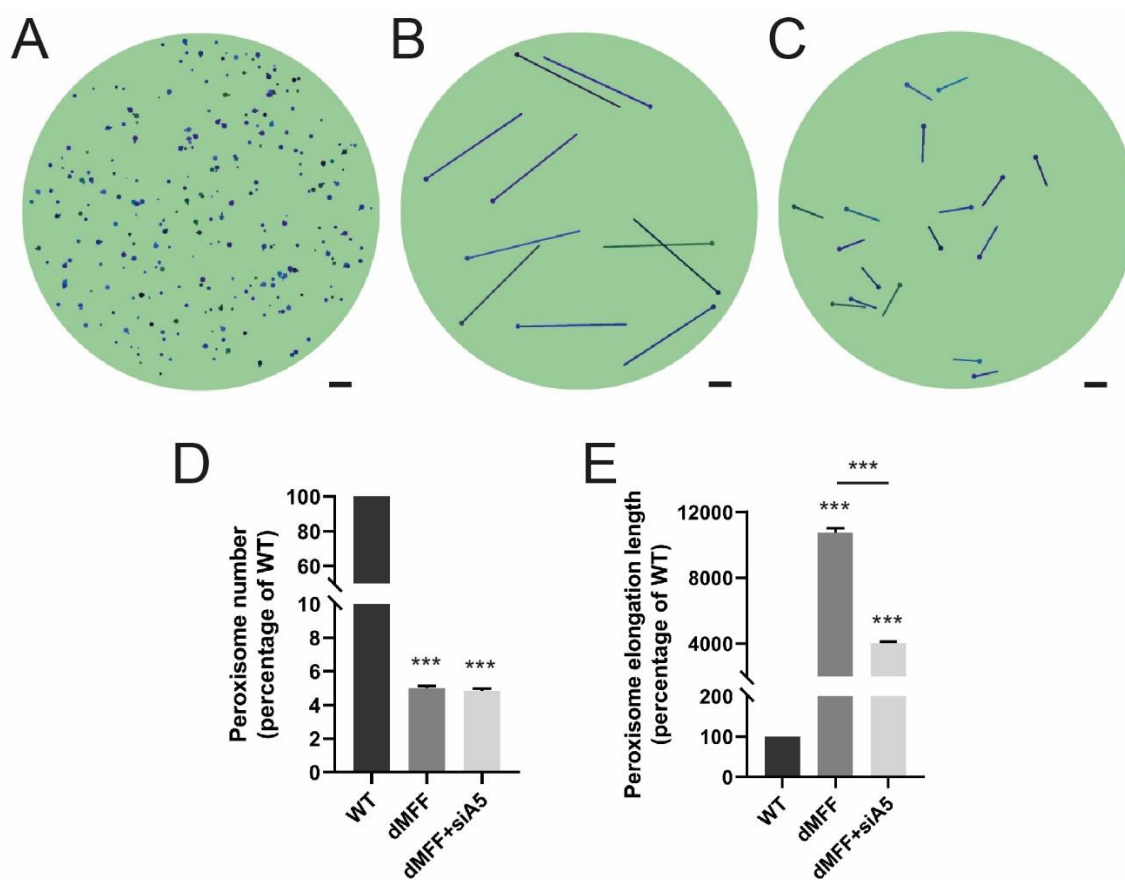 A
B
C
D
Peroxisome number
(percentage of WT)
100
80
60
10
8
6
4
2
0
***
***
WT
dMFF
dMFF+siA5
E
Peroxisome elongation length
(percentage of WT)
12000
8000
4000
200
100
0
***
***
***
WT
dMFF
dMFF+siA5